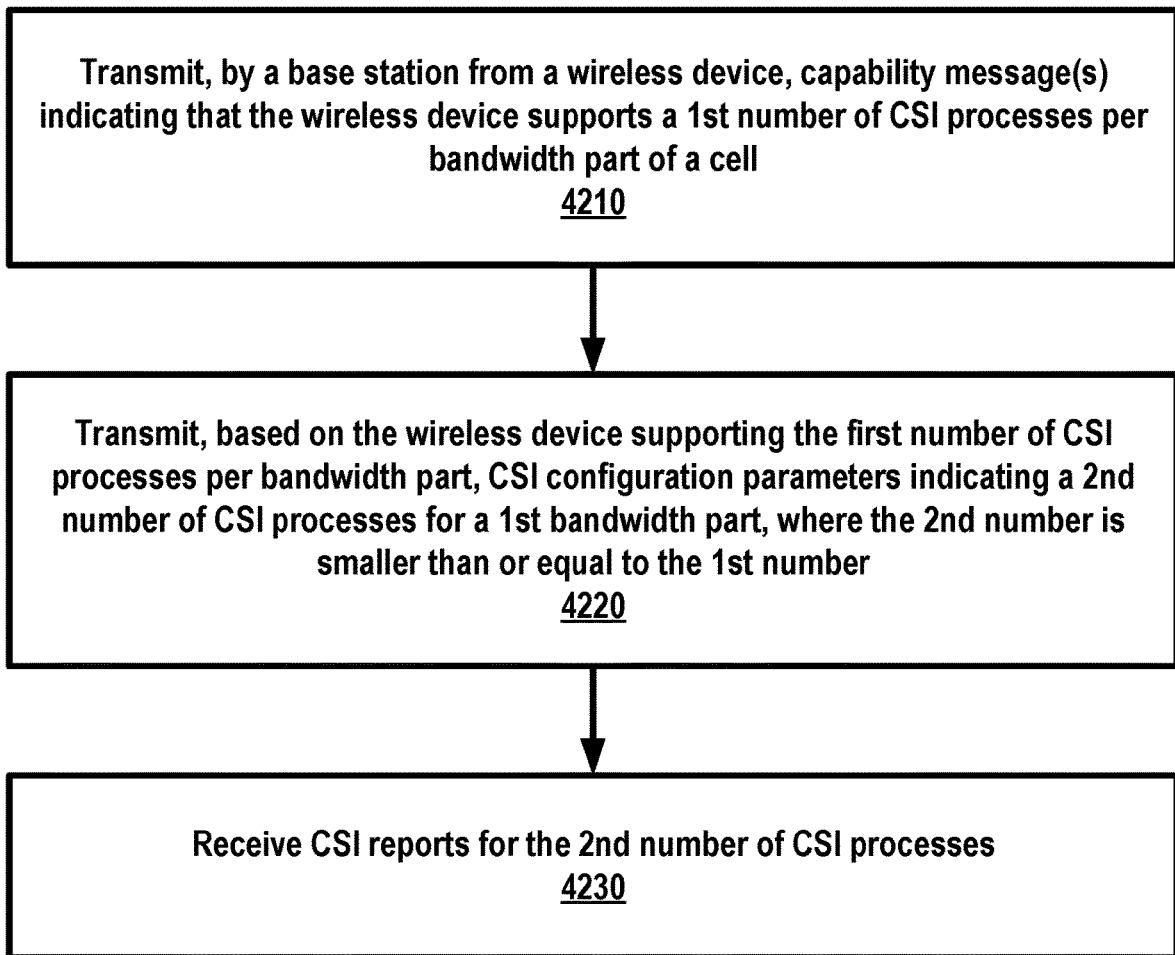 Transmit, by a base station from a wireless device, capability message(s)
indicating that the wireless device supports a 1st number of CSI processes per
bandwidth part of a cell
4210
Transmit, based on the wireless device supporting the first number of CSI
processes per bandwidth part, CSI configuration parameters indicating a 2nd
number of CSI processes for a 1st bandwidth part, where the 2nd number is
smaller than or equal to the 1st number
4220
Receive CSI reports for the 2nd number of CSI processes
4230